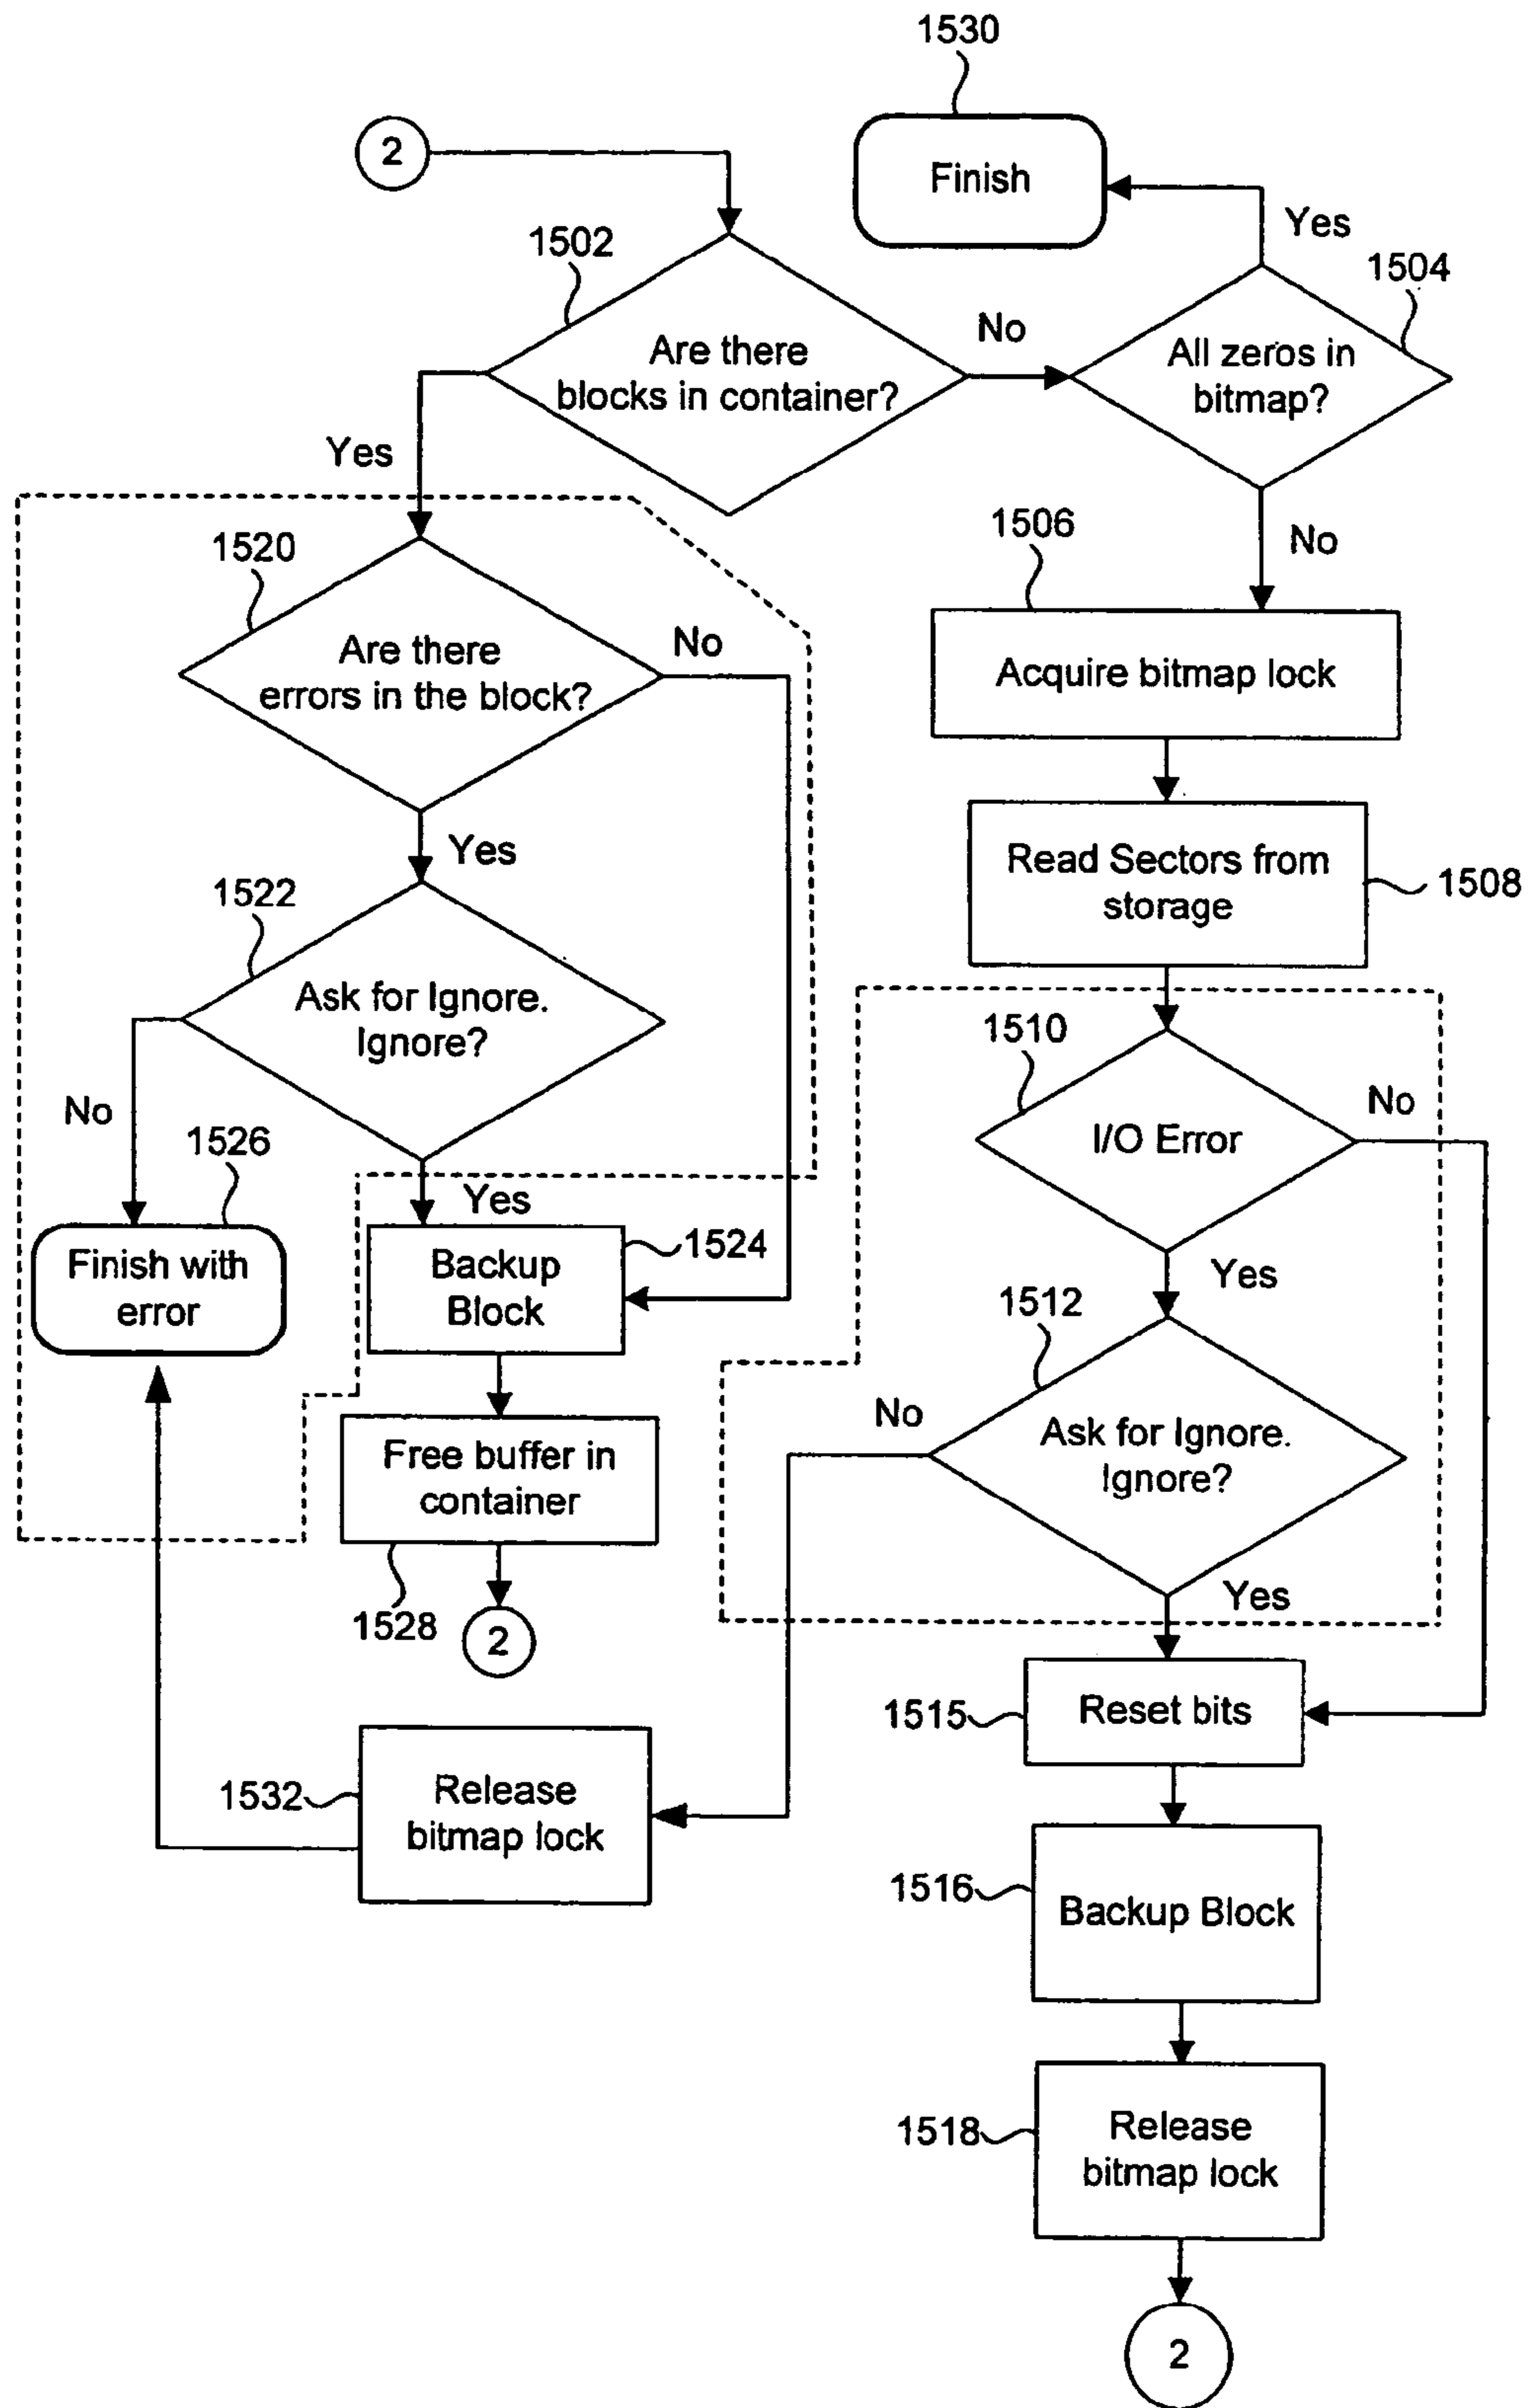 1530
2
Finish
Yes
1502
1504
No
Are there
blocks in container?
All zeros in
bitmap?
Yes
1506
No
1520
Are there
errors in the block?
No
Acquire bitmap lock
Yes
Read Sectors from
storage
1508
1522
Ask for Ignore.
Ignore?
1510
No
No
I/O Error
1526
Yes
Finish with
error
Backup
Block
1524
Yes
1512
No
Ask for Ignore.
Ignore?
Free buffer in
container
Yes
1528
2
1515
Reset bits
1532
Release
bitmap lock
1516
Backup Block
1518
Release
bitmap lock
2